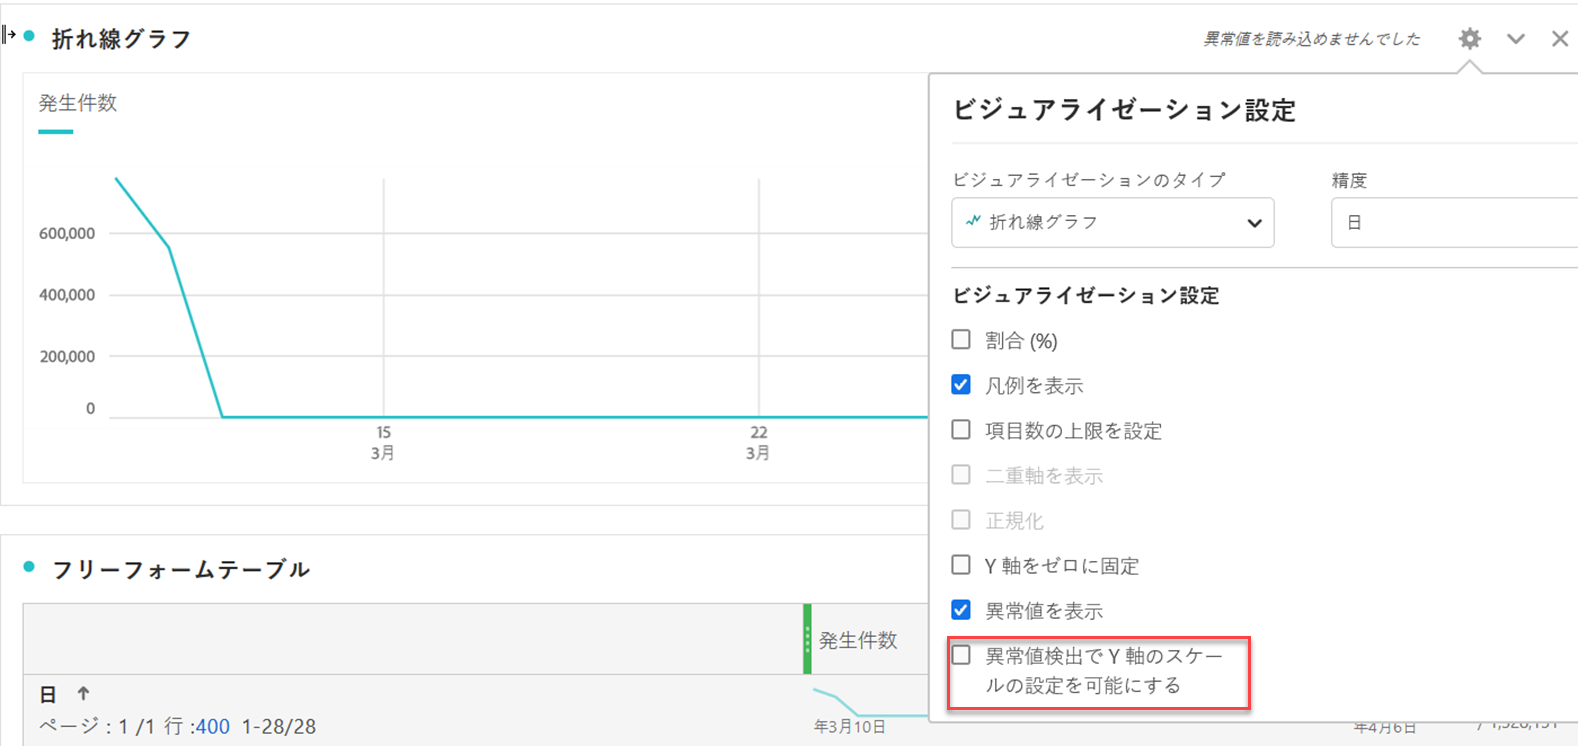 折れ線グラフ
異常値を読み込めませんでした
発生件数
600,000
400,000
200,000
0
15
3月
22
3月
ビジュアライゼーション設定
ビジュアライゼーションのタイプ
精度
折れ線グラフ
日
ビジュアライゼーション設定
割合 (%)
凡例を表示
項目数の上限を設定
二重軸を表示
正規化
Y 軸をゼロに固定
異常値を表示
異常値検出で Y 軸のスケー
ルの設定を可能にする
フリーフォームテーブル
発生件数
日 ↑
ページ : 1 /1 行 :400 1-28/28
年3月10日
年4月6日